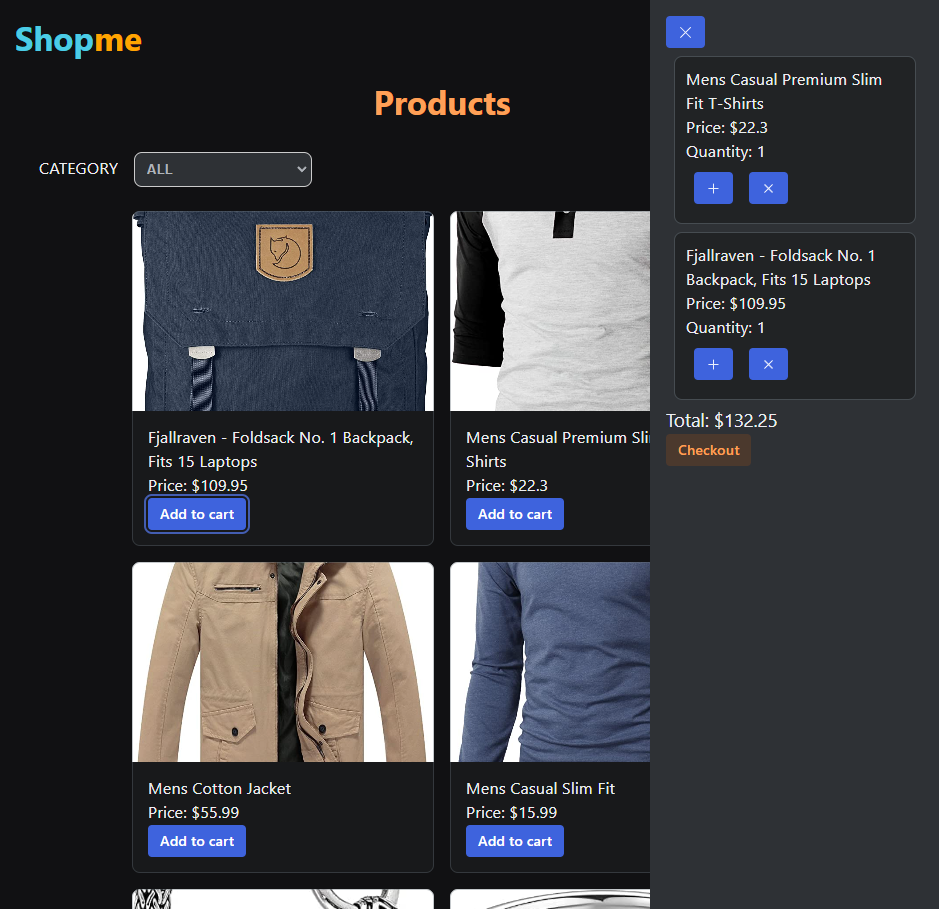 Shopme
Products
CATEGORY
ALL
Fjallraven - Foldsack No. 1 Backpack,
Fits 15 Laptops
Price: $109.95
Add to cart
Mens Casual Premium
Shirts
Price: $22.3
Add to cart
Mens Cotton Jacket
Price: $55.99
Add to cart
Mens Casual Slim Fit
Price: $15.99
Add to cart
Mens Casual Premium Slim
Fit T-Shirts
Price: $22.3
Quantity: 1
+ ×
Fjallraven - Foldsack No. 1
Backpack, Fits 15 Laptops
Price: $109.95
Quantity: 1
+ ×
Total: $132.25
Checkout